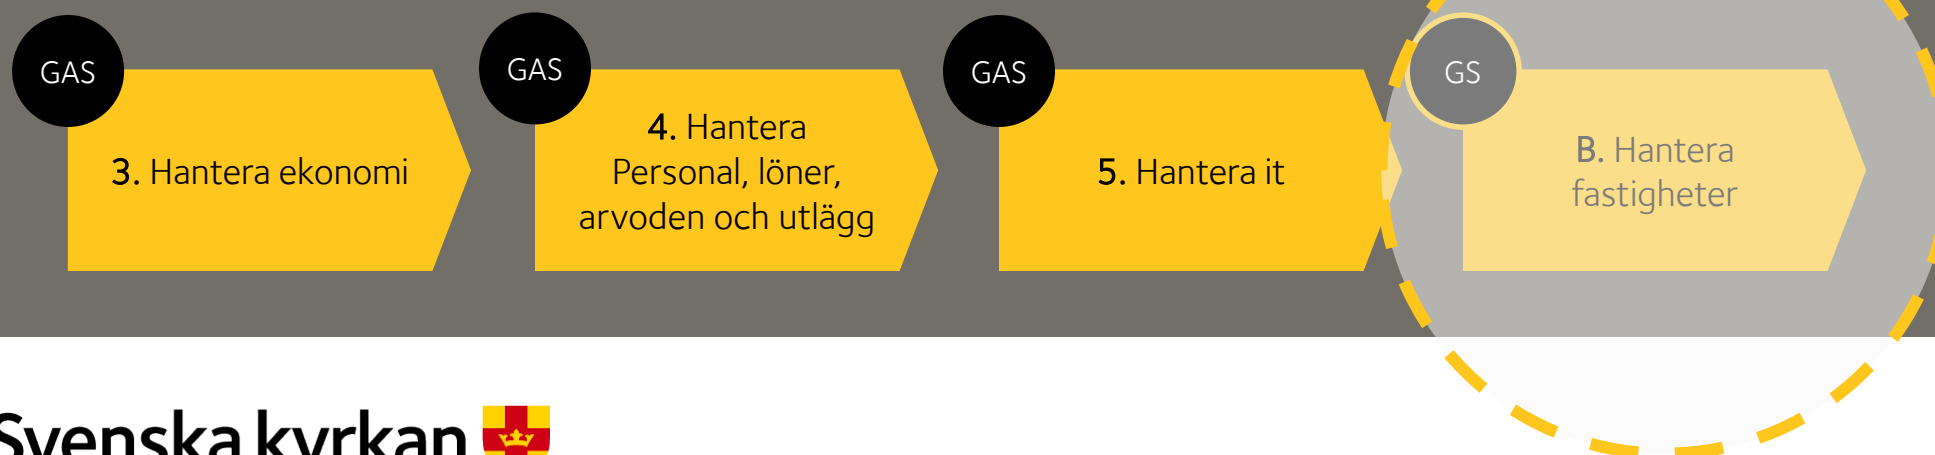 GAS
3. Hantera ekonomi
GAS
4. Hantera
Personal, löner,
arvoden och utlägg
GAS
5. Hantera it
GS
B. Hantera
fastigheter
Svenska kyrkan